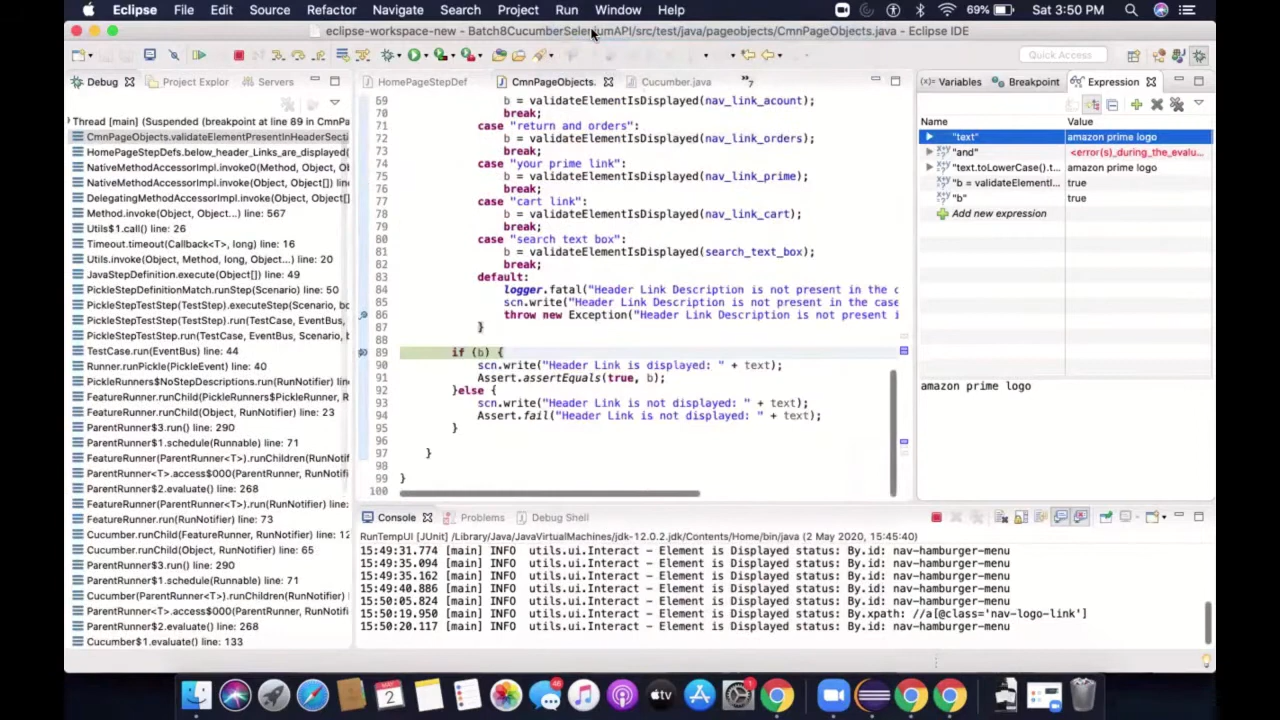 Eclipse File Edit Source Refactor Navigate Search Project Run Window Help 69% Sat 3:50 PM
eclipse-workspace-new - Batch8CucumberSeleniumAPI/src/test/java/pageobjects/CmnPageObjects.java - Eclipse IDE
Quick Access
Debug Project Explor Servers
Thread [main] (Suspended (breakpoint at line 89 in CmnPa
CmnPageObjects.validateElementPresentInHeaderSecti
HomePageStepDefs.below_header_Links_are_displayed(
NativeMethodAccessorImpl.invoke0(Method, Object, Ob
NativeMethodAccessorImpl.invoke(Object, Object[]) line
DelegatingMethodAccessorImpl.invoke(Object, Object[]
Method.invoke(Object, Object...) line: 567
Utils$1.call() line: 26
Timeout.timeout(Callback<T>, long) line: 16
Utils.invoke(Object, Method, long, Object...) line: 20
JavaStepDefinition.execute(Object[]) line: 49
PickleStepDefinitionMatch.runStep(Scenario) line: 50
PickleStepTestStep(TestStep).executeStep(Scenario, bo
PickleStepTestStep(TestStep).run(TestCase, EventBus,
PickleStepTestStep.run(TestCase, EventBus, Scenario, b
TestCase.run(EventBus) line: 44
Runner.runPickle(PickleEvent) line: 40
PickleRunners$NoStepDescriptions.run(RunNotifier) line
FeatureRunner.runChild(PickleRunners$PickleRunner, R
FeatureRunner.runChild(Object, RunNotifier) line: 23
ParentRunner$3.run() line: 290
ParentRunner$1.schedule(Runnable) line: 71
FeatureRunner(ParentRunner<T>).runChildren(RunNotif
ParentRunner<T>.access$000(ParentRunner, RunNotifie
ParentRunner$2.evaluate() line: 268
FeatureRunner(ParentRunner<T>).run(RunNotifier) line:
FeatureRunner.run(RunNotifier) line: 73
Cucumber.runChild(FeatureRunner, RunNotifier) line: 12
Cucumber.runChild(Object, RunNotifier) line: 65
ParentRunner$3.run() line: 290
ParentRunner$1.schedule(Runnable) line: 71
Cucumber(ParentRunner<T>).runChildren(RunNotifier) l
ParentRunner<T>.access$000(ParentRunner, RunNotifie
ParentRunner$2.evaluate() line: 268
Cucumber$1.evaluate() line: 133
HomePageStepDef CmnPageObjects. Cucumber.java »7
69 b = validateElementIsDisplayed(nav_link_acount);
70 break;
71 case "return and orders":
72 b = validateElementIsDisplayed(nav_link_orders);
73 break;
74 case "your prime link":
75 b = validateElementIsDisplayed(nav_link_prime);
76 break;
77 case "cart link":
78 b = validateElementIsDisplayed(nav_link_cart);
79 break;
80 case "search text box":
81 b = validateElementIsDisplayed(search_text_box);
82 break;
83 default:
84 logger.fatal("Header Link Description is not present in the c
85 scn.write("Header Link Description is not present in the case
86 throw new Exception("Header Link Description is not present i
87 }
88
89 if (b) {
90 scn.write("Header Link is displayed: " + text);
91 Assert.assertEquals(true, b);
92 }else {
93 scn.write("Header Link is not displayed: " + text);
94 Assert.fail("Header Link is not displayed: " + text);
95 }
96
97 }
98
99 }
100
(x)= Variables Breakpoint Expression
Name Value
"text" amazon prime logo
"and" <error(s)_during_the_evalu...
"text.toLowerCase().t... amazon prime logo
"b = validateElementI... true
"b" true
Add new expression
amazon prime logo
Console Problems Debug Shell
RunTempUI [JUnit] /Library/Java/JavaVirtualMachines/jdk-12.0.2.jdk/Contents/Home/bin/java (2 May 2020, 15:45:40)
15:49:31.774 [main] INFO utils.ui.Interact - Element is Displayed status: By.id: nav-hamburger-menu
15:49:35.094 [main] INFO utils.ui.Interact - Element is Displayed status: By.id: nav-hamburger-menu
15:49:35.162 [main] INFO utils.ui.Interact - Element is Displayed status: By.id: nav-hamburger-menu
15:49:40.886 [main] INFO utils.ui.Interact - Element is Displayed status: By.id: nav-hamburger-menu
15:50:05.824 [main] INFO utils.ui.Interact - Element is Displayed status: By.id: nav-hamburger-menu
15:50:19.950 [main] INFO utils.ui.Interact - Element is Displayed status: By.xpath: //a[@class='nav-logo-link']
15:50:20.117 [main] INFO utils.ui.Interact - Element is Displayed status: By.id: nav-hamburger-menu
2
tv
1